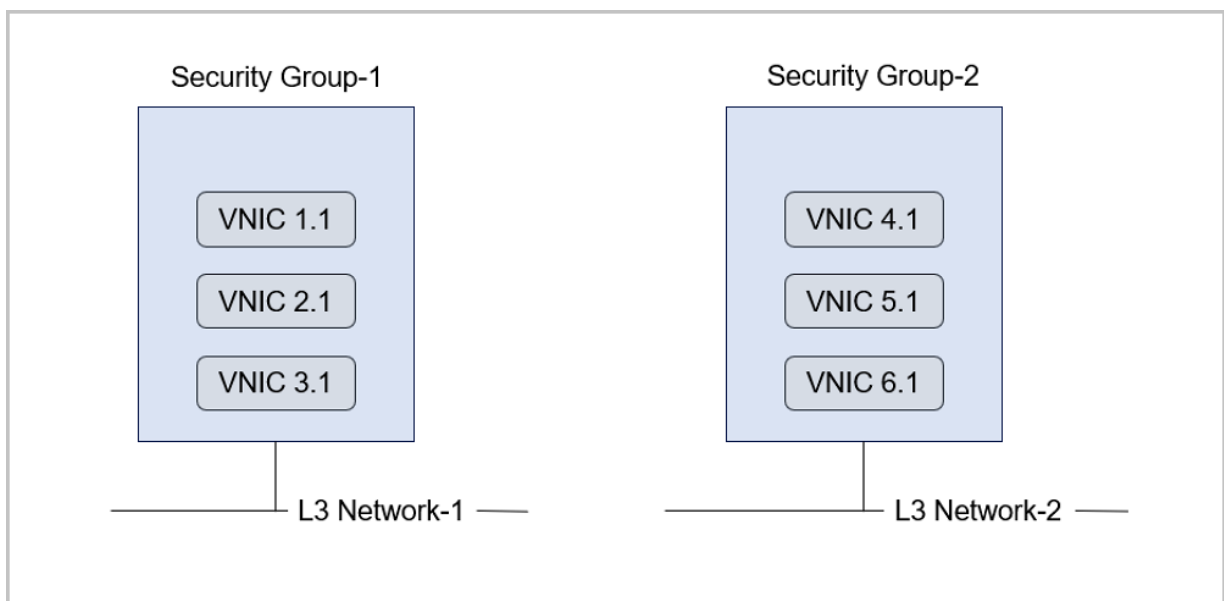 Security Group-1
VNIC 1.1
VNIC 2.1
VNIC 3.1
L3 Network-1
Security Group-2
VNIC 4.1
VNIC 5.1
VNIC 6.1
L3 Network-2